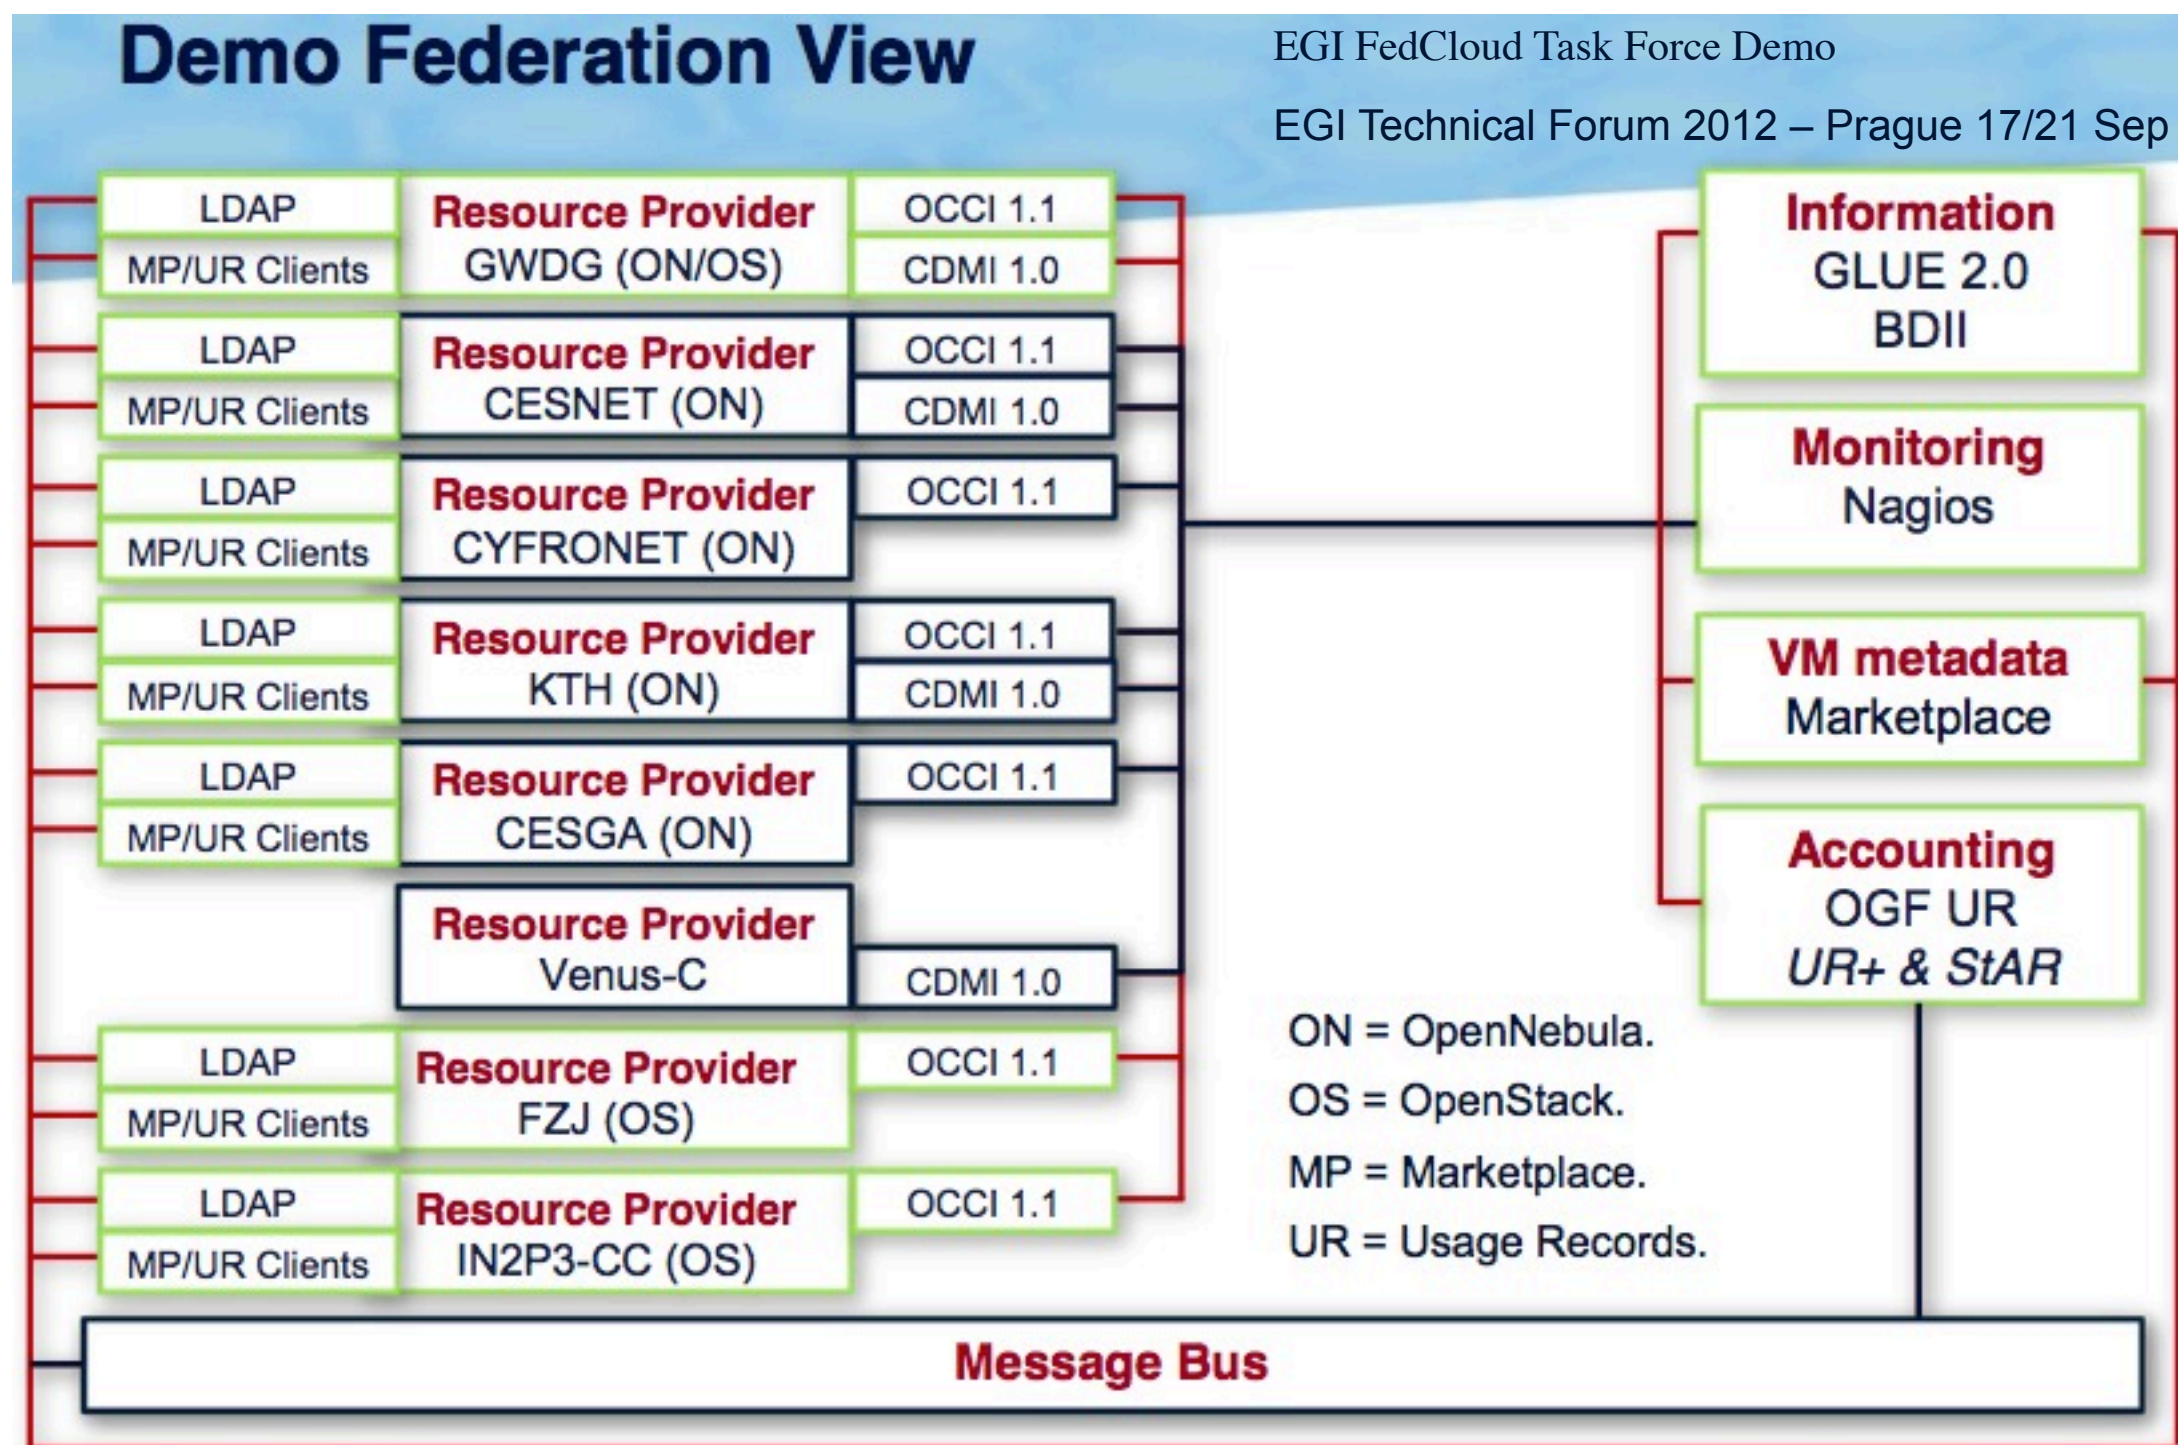 Demo Federation View
EGI FedCloud Task Force Demo
EGI Technical Forum 2012 – Prague 17/21 Sep
LDAP
MP/UR Clients
Resource Provider
GWDG (ON/OS)
OCCI 1.1
CDMI 1.0
LDAP
MP/UR Clients
Resource Provider
CESNET (ON)
OCCI 1.1
CDMI 1.0
LDAP
MP/UR Clients
Resource Provider
CYFRONET (ON)
OCCI 1.1
LDAP
MP/UR Clients
Resource Provider
KTH (ON)
OCCI 1.1
CDMI 1.0
LDAP
MP/UR Clients
Resource Provider
CESGA (ON)
OCCI 1.1
Resource Provider
Venus-C
CDMI 1.0
LDAP
MP/UR Clients
Resource Provider
FZJ (OS)
OCCI 1.1
LDAP
MP/UR Clients
Resource Provider
IN2P3-CC (OS)
OCCI 1.1
Information
GLUE 2.0
BDII
Monitoring
Nagios
VM metadata
Marketplace
Accounting
OGF UR
UR+ & StAR
ON = OpenNebula.
OS = OpenStack.
MP = Marketplace.
UR = Usage Records.
Message Bus